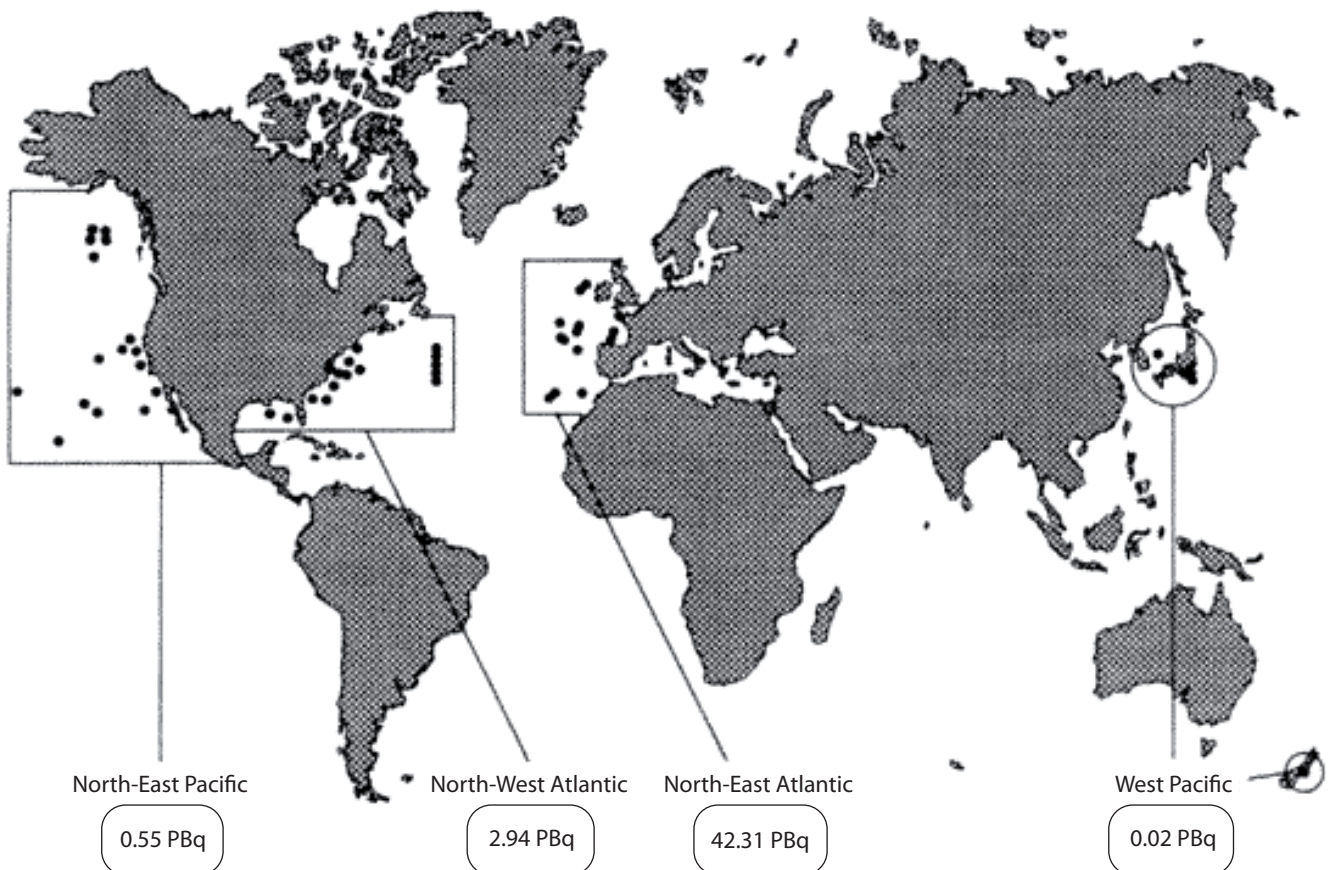 North-East Pacific
0.55 PBq
North-West Atlantic
2.94 PBq
North-East Atlantic
42.31 PBq
West Pacific
0.02 PBq